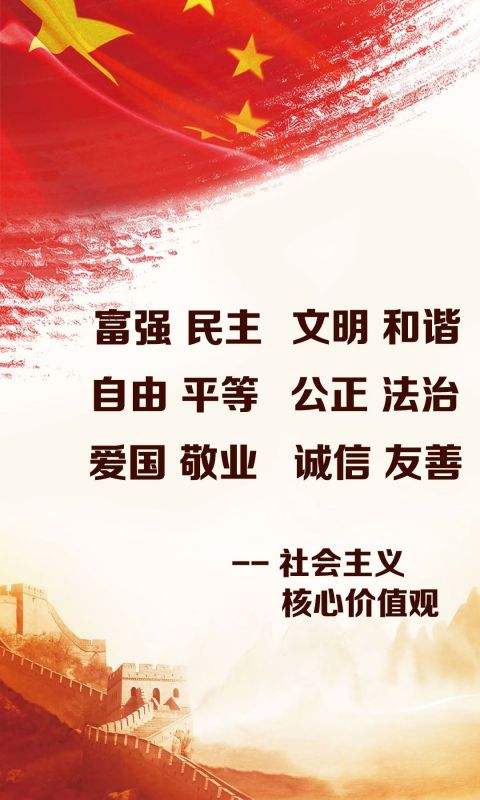 富强 民主 文明 和谐
自由 平等 公正 法治
爱国 敬业 诚信 友善
-- 社会主义
核心价值观